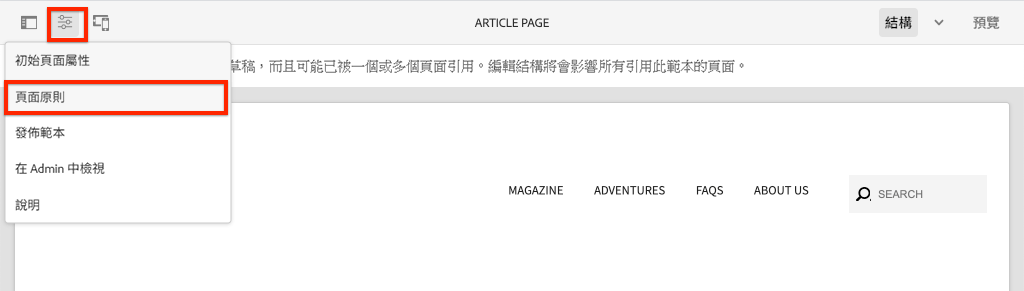 ARTICLE PAGE
結構
預覽
初始頁面屬性
草稿，而且可能已被一個或多個頁面引用。編輯結構將會影響所有引用此範本的頁面。
頁面原則
發佈範本
在 Admin 中檢視
說明
MAGAZINE ADVENTURES FAQS ABOUT US SEARCH